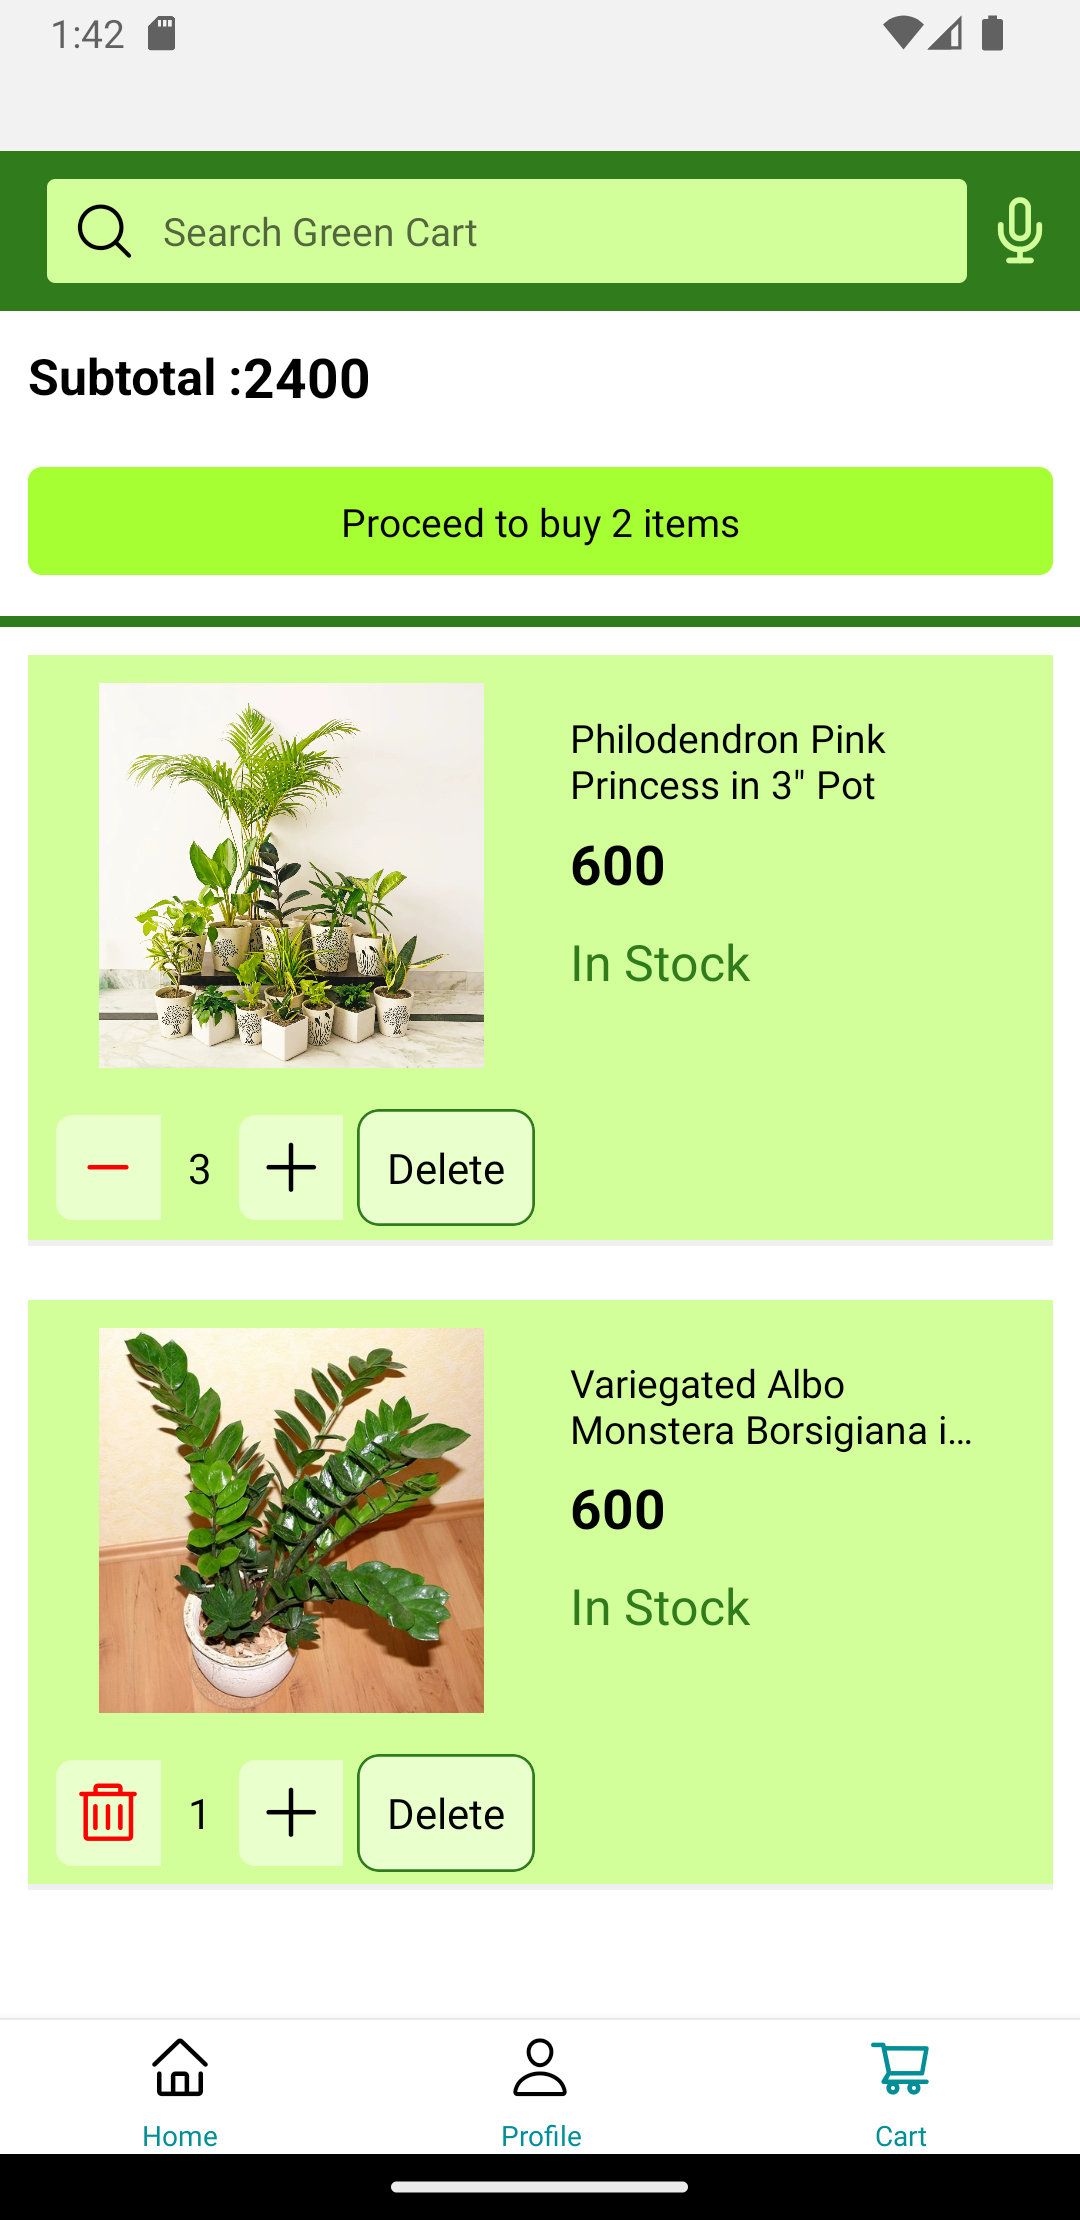 1:42
Search Green Cart
Subtotal :2400
Proceed to buy 2 items
Philodendron Pink
Princess in 3" Pot
600
In Stock
3
Delete
Variegated Albo
Monstera Borsigiana i...
600
In Stock
1
Delete
Home
Profile
Cart